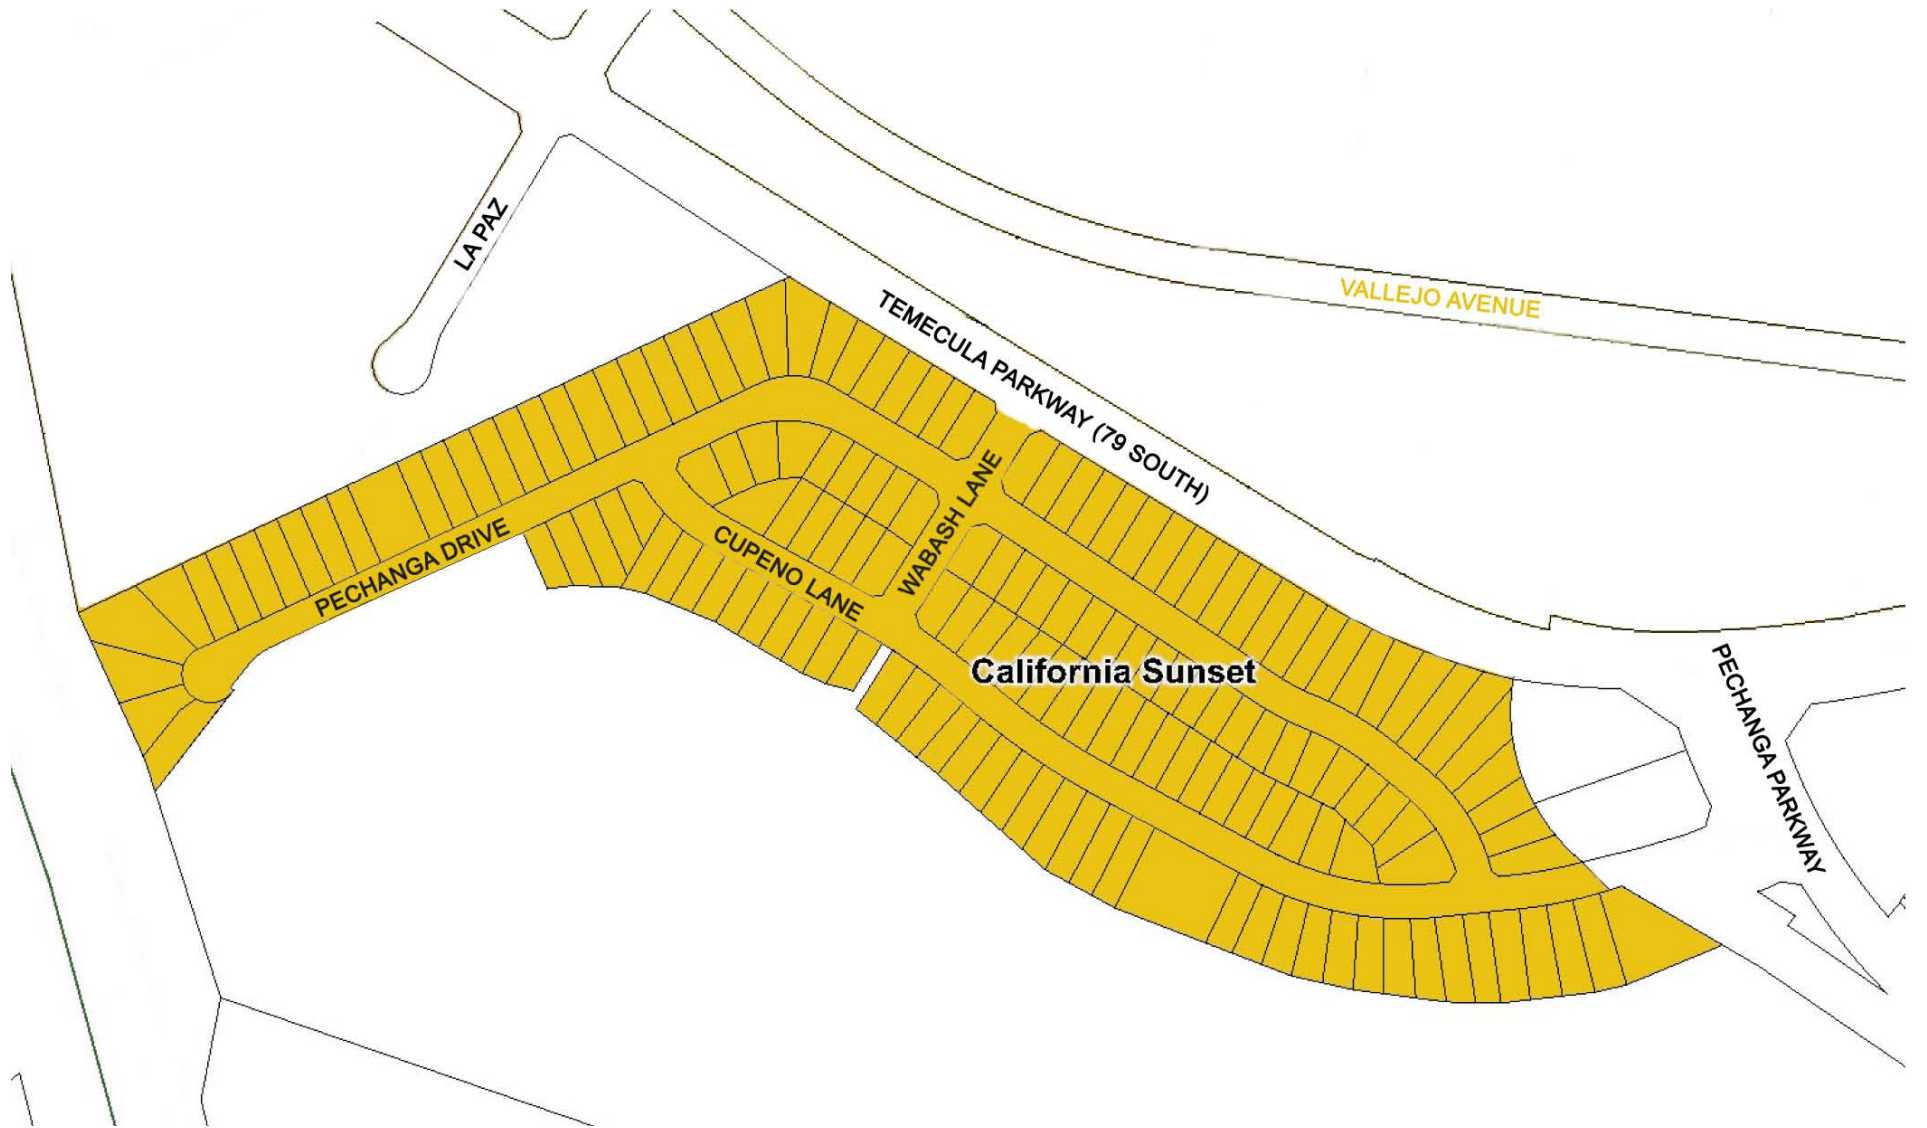 LA PAZ
VALLEJO AVENUE
TEMECULA PARKWAY (79 SOUTH)
WABASH LANE
PECHANGA DRIVE
CUPENO LANE
California Sunset
PECHANGA PARKWAY